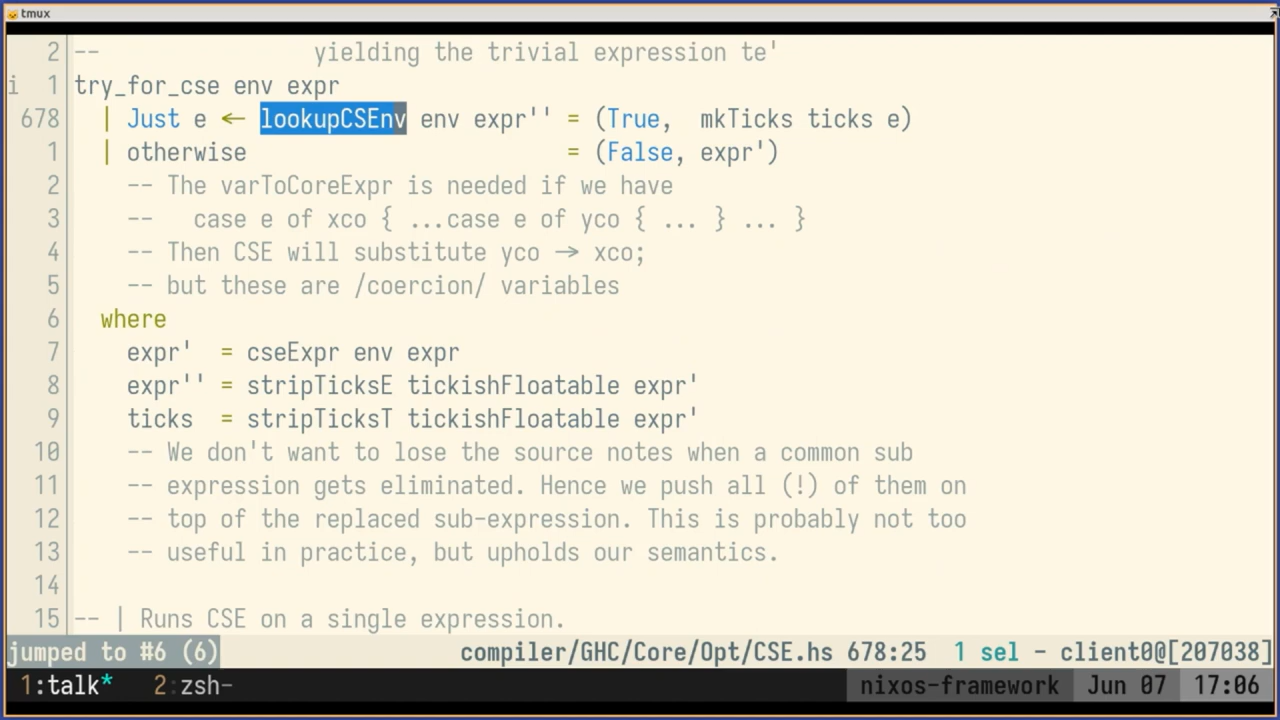 tmux
2 -- yielding the trivial expression te'
i 1 try_for_cse env expr
678 | Just e <- lookupCSEnv env expr'' = (True, mkTicks ticks e)
1 | otherwise = (False, expr')
2 -- The varToCoreExpr is needed if we have
3 -- case e of xco { ...case e of yco { ... } ... }
4 -- Then CSE will substitute yco -> xco;
5 -- but these are /coercion/ variables
6 where
7 expr' = cseExpr env expr
8 expr'' = stripTicksE tickishFloatable expr'
9 ticks = stripTicksT tickishFloatable expr'
10 -- We don't want to lose the source notes when a common sub
11 -- expression gets eliminated. Hence we push all (!) of them on
12 -- top of the replaced sub-expression. This is probably not too
13 -- useful in practice, but upholds our semantics.
14
15 -- | Runs CSE on a single expression.
jumped to #6 (6) compiler/GHC/Core/Opt/CSE.hs 678:25 1 sel - client0@[207038]
1:talk* 2:zsh- nixos-framework Jun 07 17:06